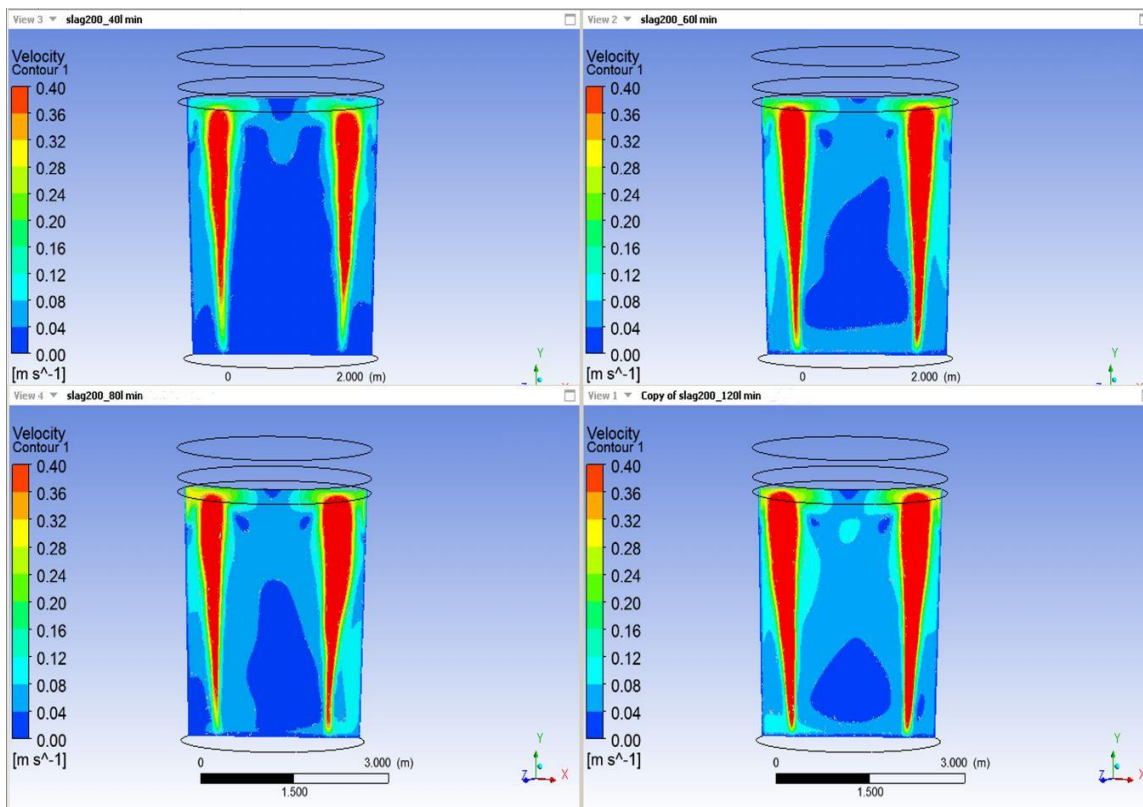 View 3 slag200_40l min
Velocity
Contour 1
0.40
0.36
0.32
0.28
0.24
0.20
0.16
0.12
0.08
0.04
0.00
[m s^-1]
0 2.000 (m)
Y
Z X
View 2 slag200_60l min
Velocity
Contour 1
0.40
0.36
0.32
0.28
0.24
0.20
0.16
0.12
0.08
0.04
0.00
[m s^-1]
0 2.000 (m)
Y
Z X
View 4 slag200_80l min
Velocity
Contour 1
0.40
0.36
0.32
0.28
0.24
0.20
0.16
0.12
0.08
0.04
0.00
[m s^-1]
0 3.000 (m)
1.500
Y
Z X
View 1 Copy of slag200_120l min
Velocity
Contour 1
0.40
0.36
0.32
0.28
0.24
0.20
0.16
0.12
0.08
0.04
0.00
[m s^-1]
0 3.000 (m)
1.500
Y
Z X